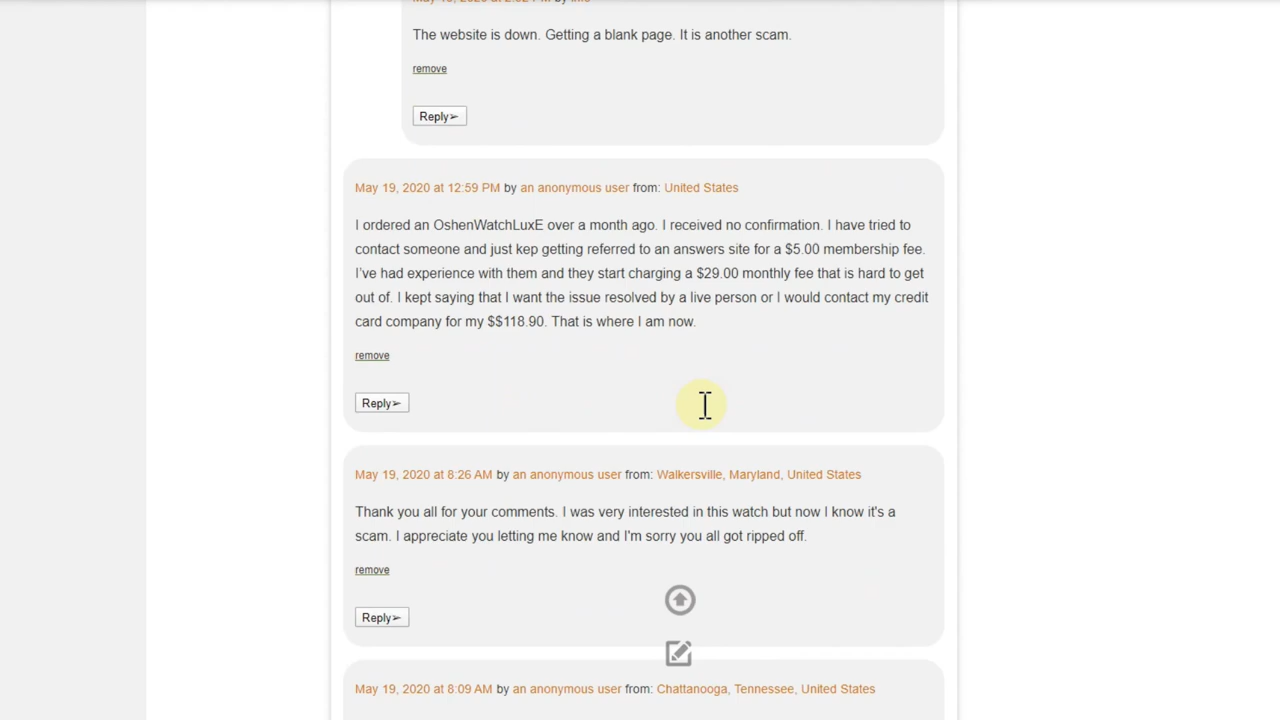 The website is down. Getting a blank page. It is another scam.
remove
Reply➢
May 19, 2020 at 12:59 PM by an anonymous user from: United States
I ordered an OshenWatchLuxE over a month ago. I received no confirmation. I have tried to
contact someone and just kep getting referred to an answers site for a $5.00 membership fee.
I've had experience with them and they start charging a $29.00 monthly fee that is hard to get
out of. I kept saying that I want the issue resolved by a live person or I would contact my credit
card company for my $$118.90. That is where I am now.
remove
Reply➢
May 19, 2020 at 8:26 AM by an anonymous user from: Walkersville, Maryland, United States
Thank you all for your comments. I was very interested in this watch but now I know it's a
scam. I appreciate you letting me know and I'm sorry you all got ripped off.
remove
Reply➢
May 19, 2020 at 8:09 AM by an anonymous user from: Chattanooga, Tennessee, United States